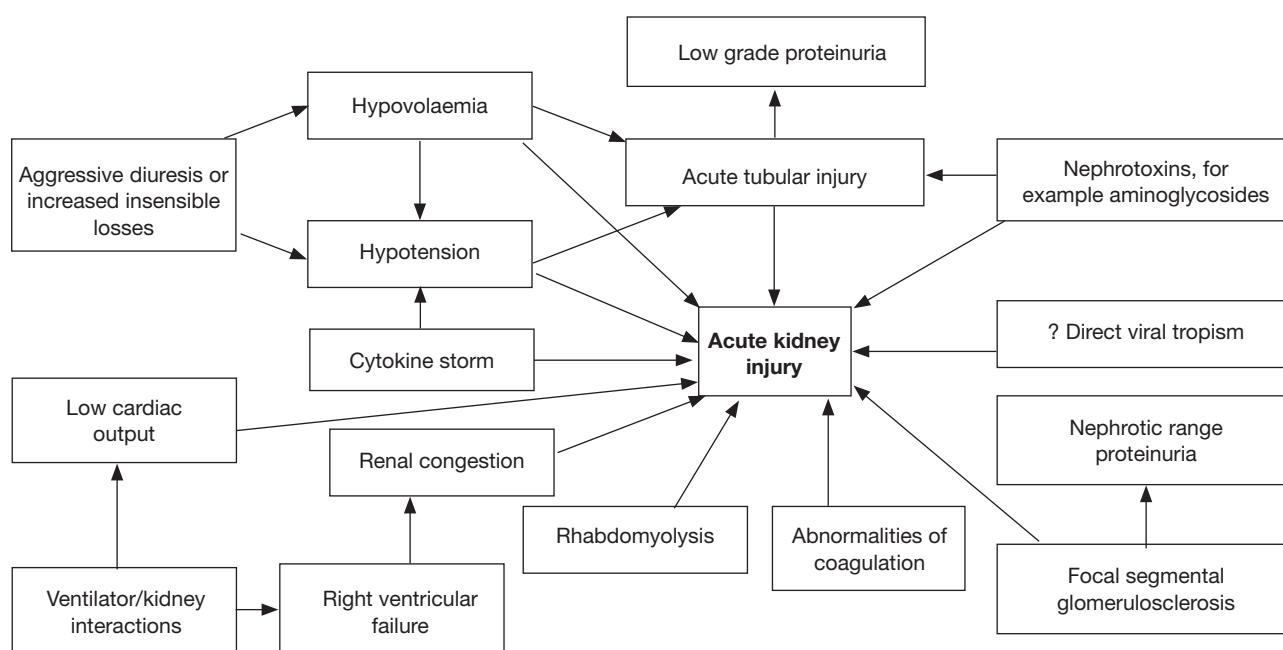 Low grade proteinuria
Hypovolaemia
Aggressive diuresis or
increased insensible
losses
Acute tubular injury
Nephrotoxins, for
example aminoglycosides
Hypotension
Cytokine storm
Acute kidney
injury
? Direct viral tropism
Low cardiac
output
Renal congestion
Nephrotic range
proteinuria
Rhabdomyolysis
Abnormalities of
coagulation
Ventilator/kidney
interactions
Right ventricular
failure
Focal segmental
glomerulosclerosis